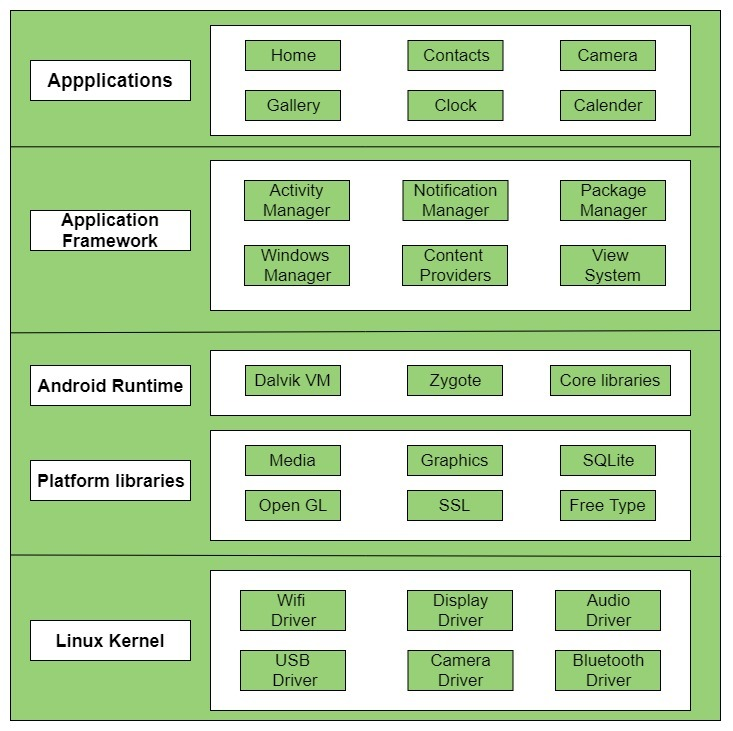 Appplications
Home
Contacts
Camera
Gallery
Clock
Calender
Application
Framework
Activity
Manager
Notification
Manager
Package
Manager
Windows
Manager
Content
Providers
View
System
Android Runtime
Dalvik VM
Zygote
Core libraries
Platform libraries
Media
Graphics
SQLite
Open GL
SSL
Free Type
Linux Kernel
Wifi
Driver
Display
Driver
Audio
Driver
USB
Driver
Camera
Driver
Bluetooth
Driver